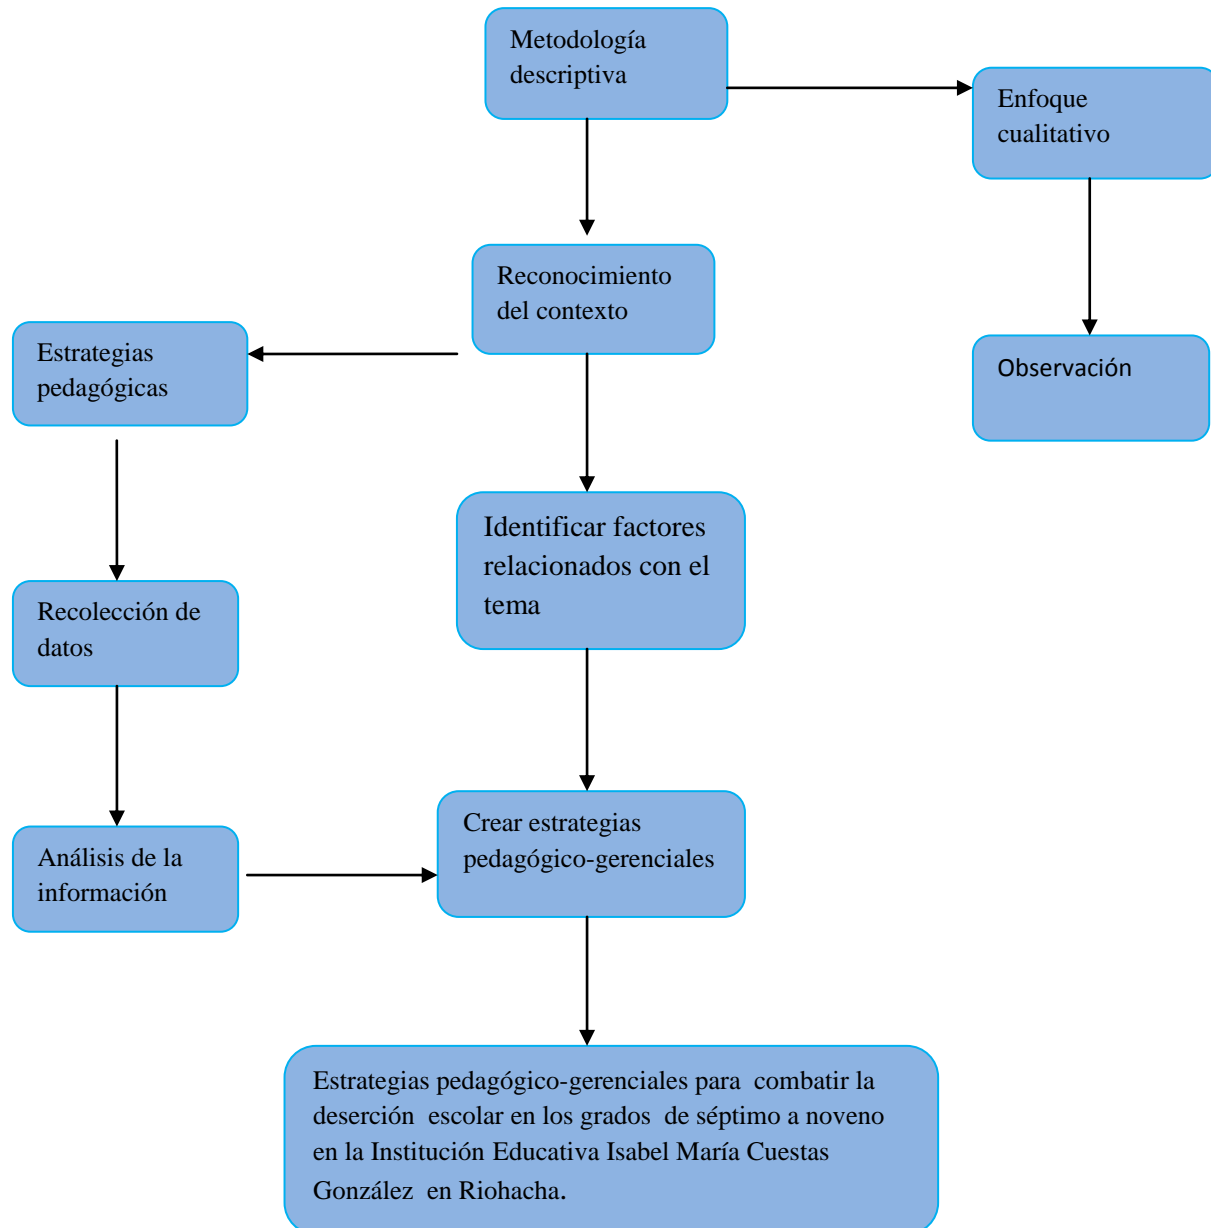 Metodología
descriptiva
Enfoque
cualitativo
Reconocimiento
del contexto
Estrategias
pedagógicas
Observación
Identificar factores
relacionados con el
tema
Recolección de
datos
Crear estrategias
pedagógico-gerenciales
Análisis de la
información
Estrategias pedagógico-gerenciales para  combatir la
deserción  escolar en los grados  de séptimo a noveno
en la Institución Educativa Isabel María Cuestas
González  en Riohacha.